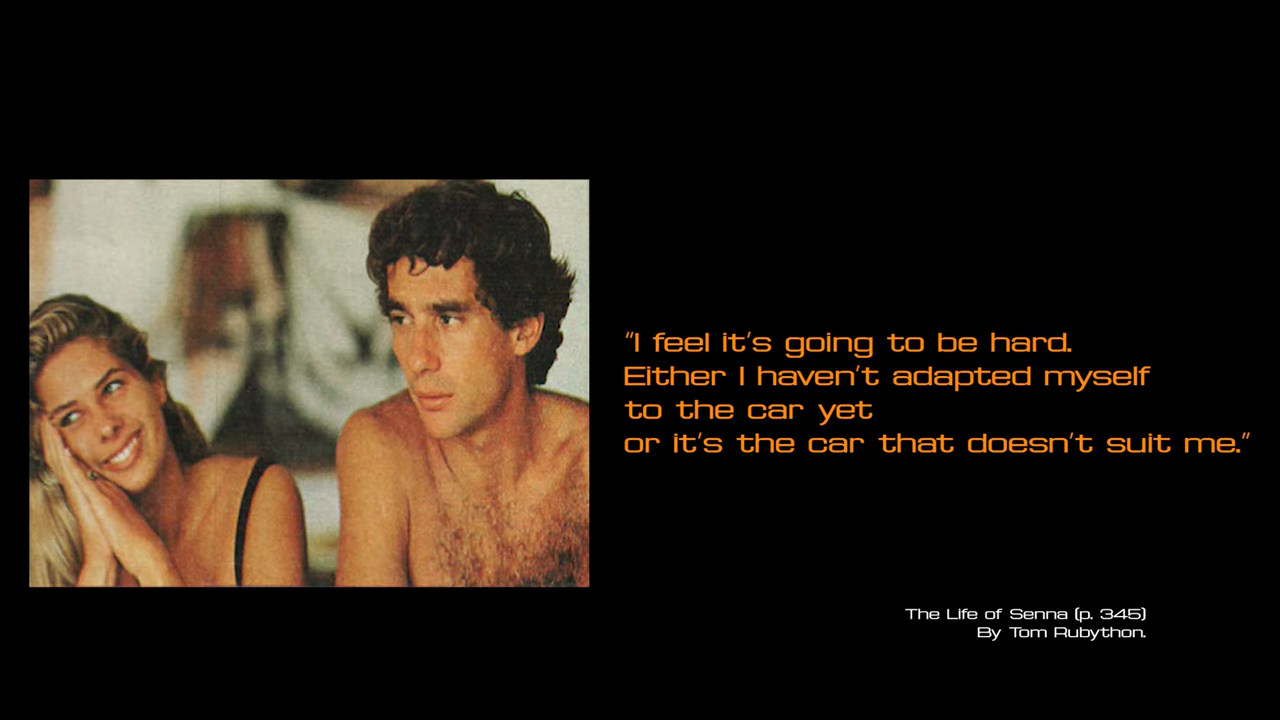 "I feel it's going to be hard.
Either I haven't adapted myself
to the car yet
or it's the car that doesn't suit me."
The Life of Senna (p. 345)
By Tom Rubython.